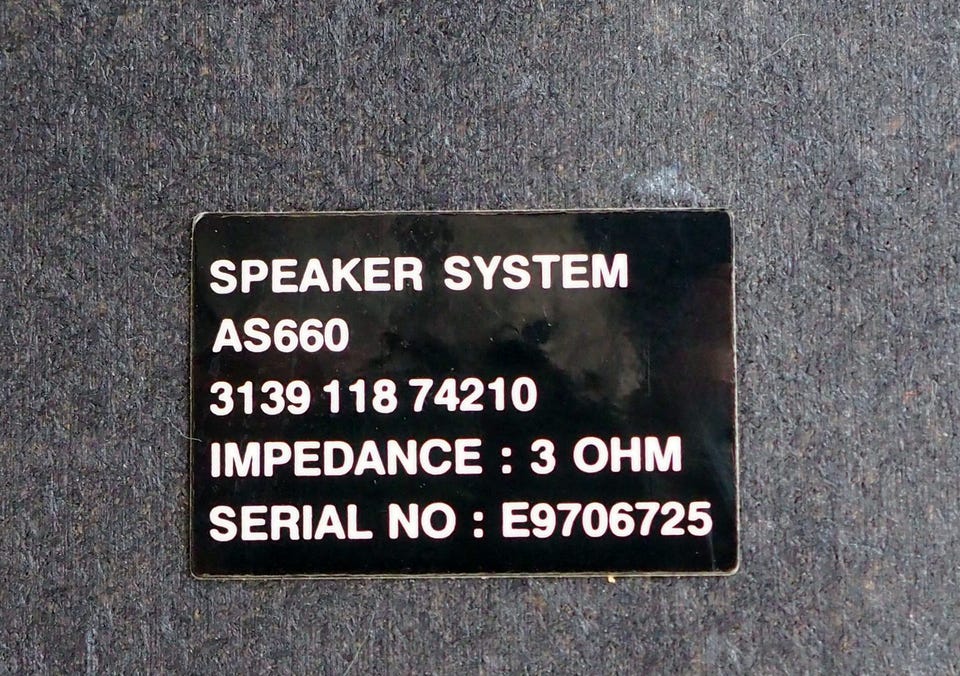 SPEAKER SYSTEM
AS660
3139 118 74210
IMPEDANCE : 3 OHM
SERIAL NO : E9706725